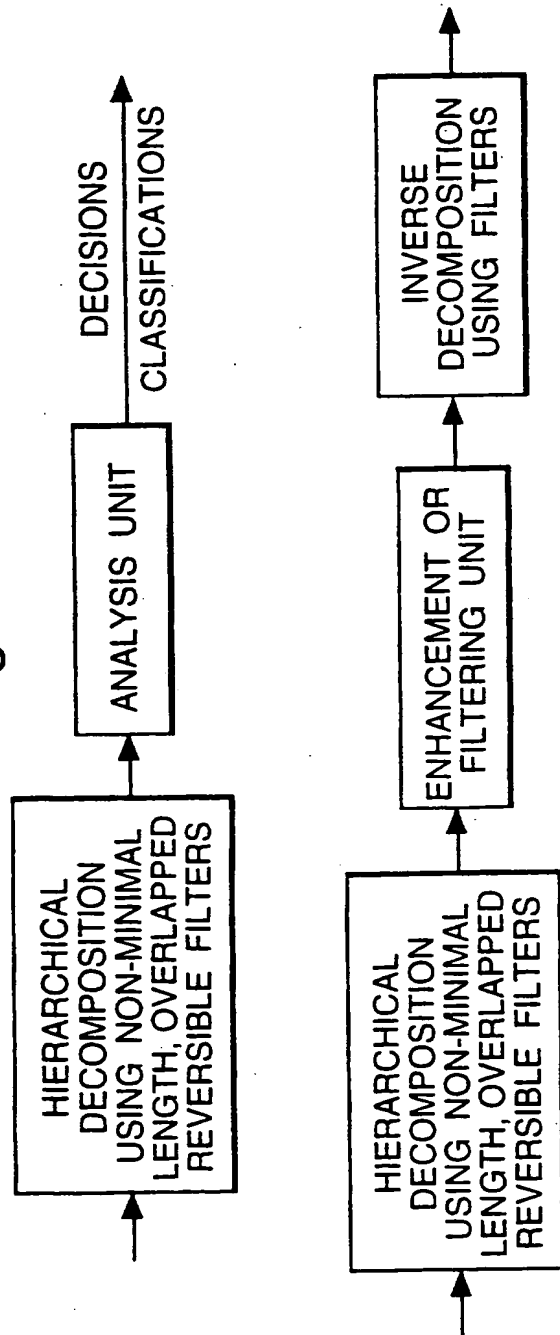 HIERARCHICAL
DECOMPOSITION
USING NON-MINIMAL
LENGTH, OVERLAPPED
REVERSIBLE FILTERS
ANALYSIS UNIT
DECISIONS
CLASSIFICATIONS
HIERARCHICAL
DECOMPOSITION
USING NON-MINIMAL
LENGTH, OVERLAPPED
REVERSIBLE FILTERS
ENHANCEMENT OR
FILTERING UNIT
INVERSE
DECOMPOSITION
USING FILTERS